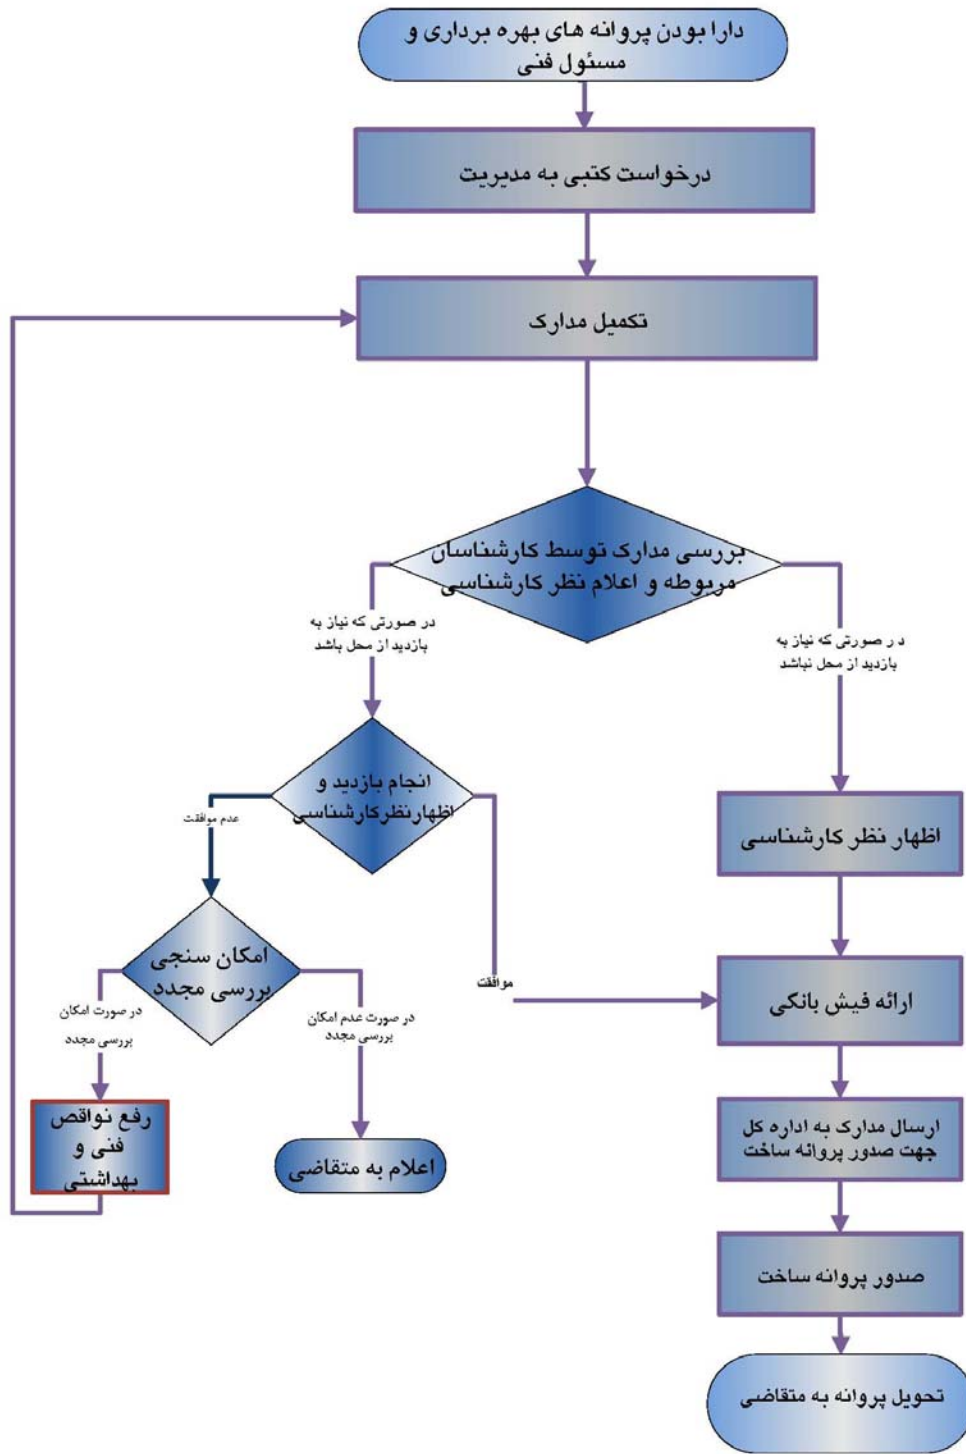 دارا بودن پروانه های بهره برداری و
مسئول فنی
درخواست کتبی به مدیریت
تکمیل مدارک
بررسی مدارک توسط کارشناسان
مربوطه و اعلام نظر کارشناسی
در صورتی که نیاز به
بازدید از محل باشد
در صورتی که نیاز به
بازدید از محل نباشد
انجام بازدید و
اظهارنظرکارشناسی
عدم موافقت
اظهار نظر کارشناسی
امکان سنجی
بررسی مجدد
موافقت
ارائه فیش بانکی
در صورت امکان
بررسی مجدد
در صورت عدم امکان
بررسی مجدد
رفع نواقص
فنی و
بهداشتی
اعلام به متقاضی
ارسال مدارک به اداره کل
جهت صدور پروانه ساخت
صدور پروانه ساخت
تحویل پروانه به متقاضی